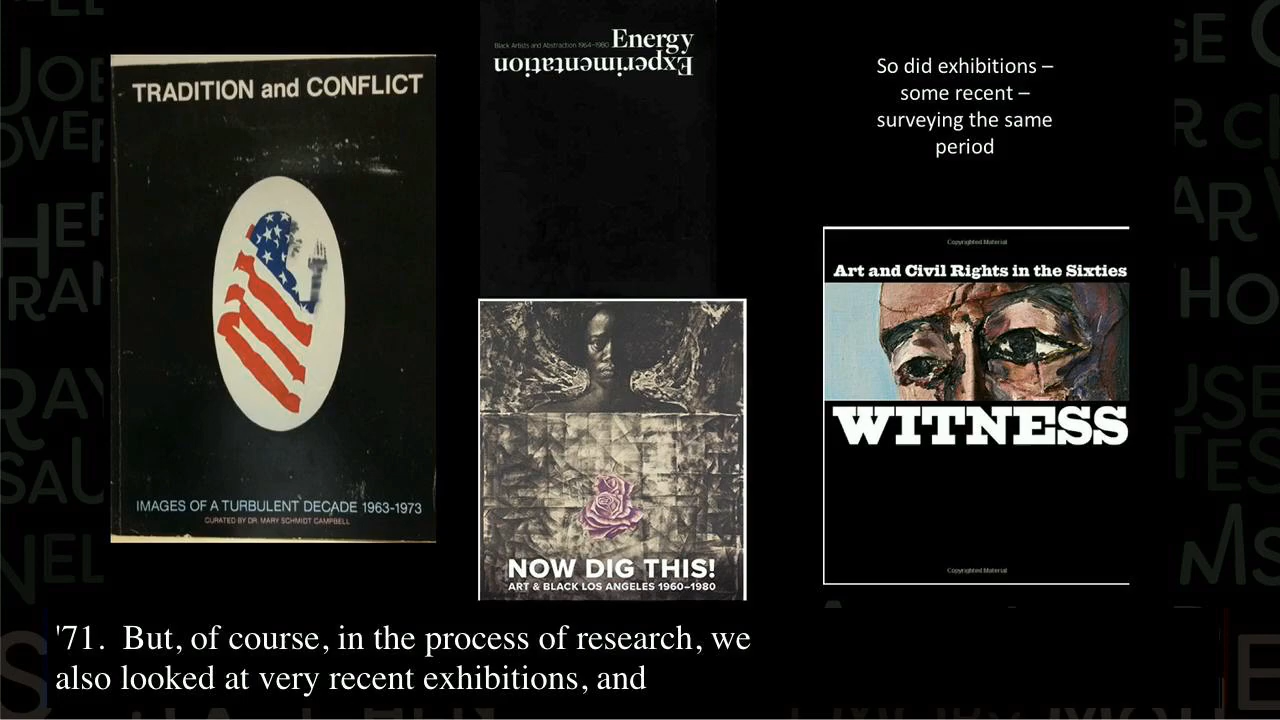 TRADITION and CONFLICT
IMAGES OF A TURBULENT DECADE 1963-1973
CURATED BY DR. MARY SCHMIDT CAMPBELL
Black Artists and Abstraction 1964–1980 Energy
Experimentation
NOW DIG THIS!
ART & BLACK LOS ANGELES 1960–1980
So did exhibitions –
some recent –
surveying the same
period
Copyrighted Material
Art and Civil Rights in the Sixties
WITNESS
Copyrighted Material
'71.  But, of course, in the process of research, we
also looked at very recent exhibitions, and